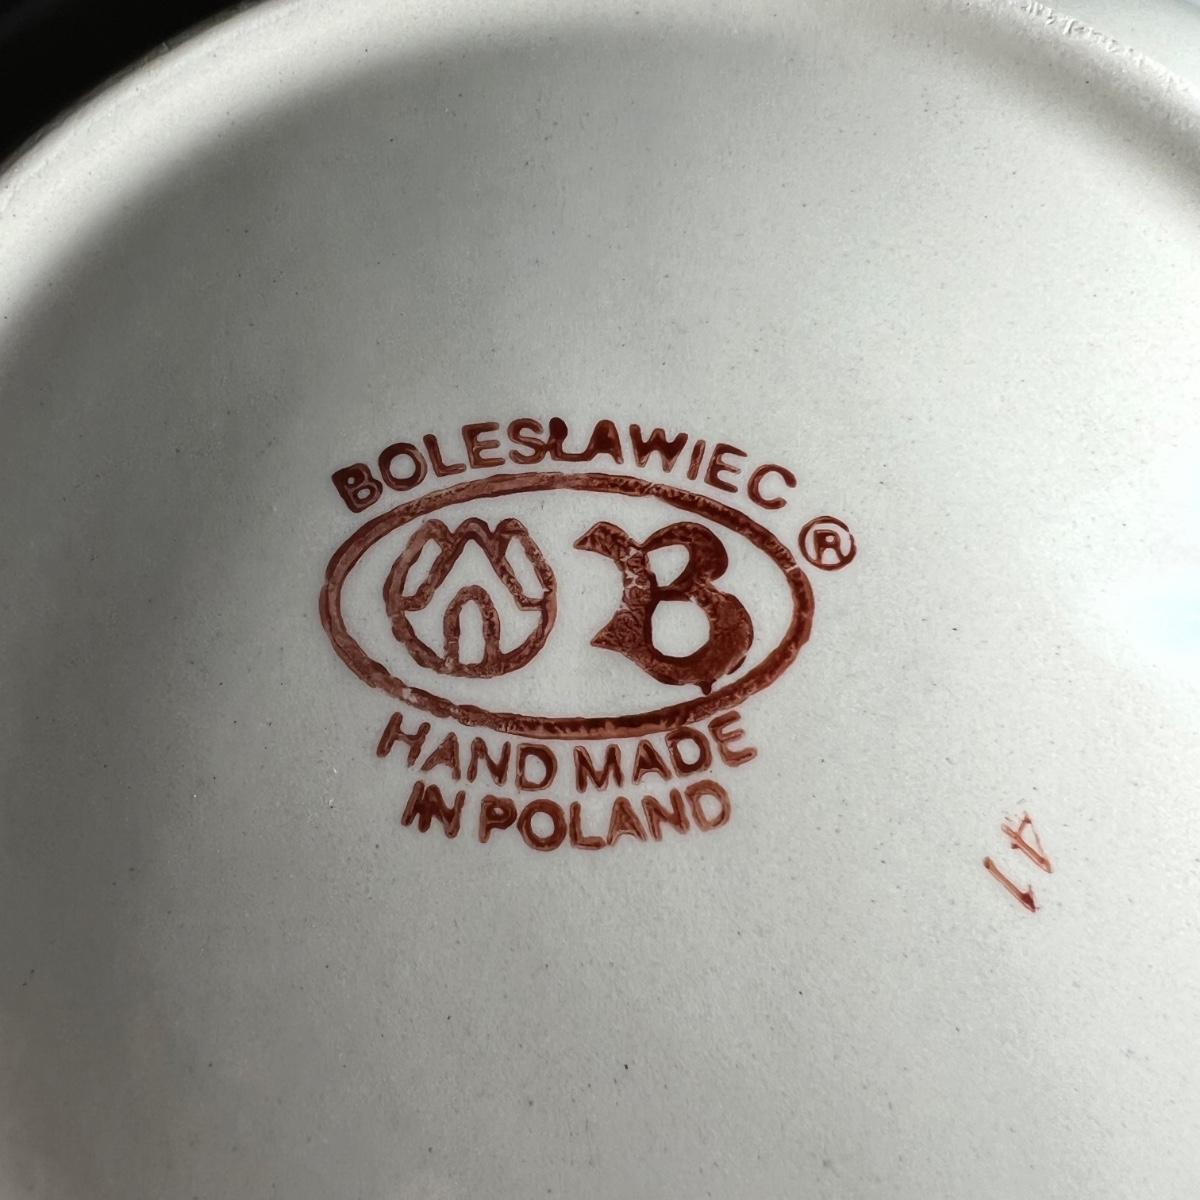 BOLESŁAWIEC
B ®
HAND MADE
IN POLAND